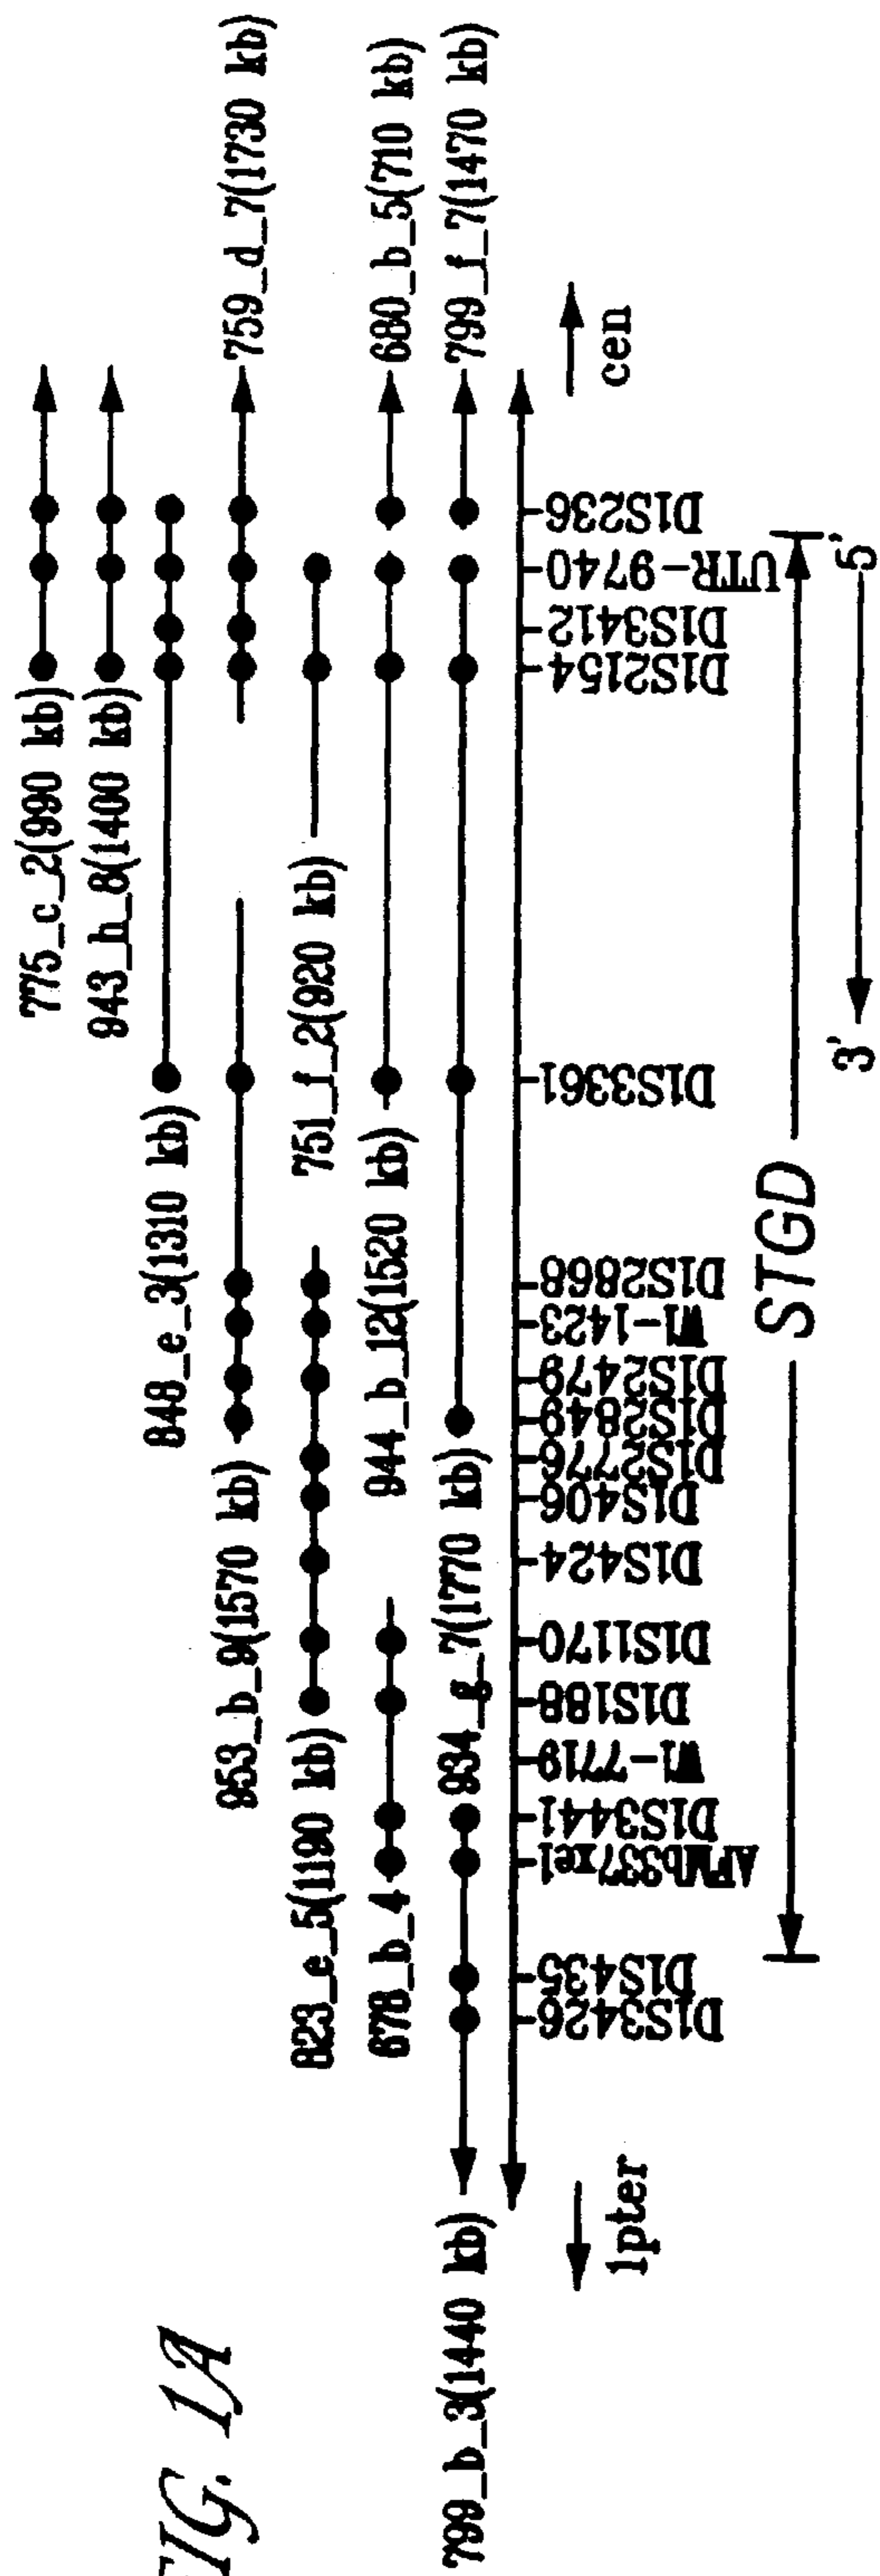 FIG. 1A
775_c_2(990 kb)
943_h_8(1400 kb)
848_e_3(1310 kb)
953_b_9(1570 kb)
759_d_7(1730 kb)
823_e_5(1190 kb)
751_f_2(920 kb)
678_b_4
944_b_12(1520 kb)
680_b_5(710 kb)
799_b_3(1440 kb)
934_g_7(1770 kb)
799_f_7(1470 kb)
1pter
cen
D1S3426
D1S435
AFMb337xe1
D1S3441
W1-7719
D1S188
D1S1170
D1S424
D1S406
D1S2776
D1S2849
D1S2479
W1-1423
D1S2868
D1S3361
D1S2154
D1S3412
UTR-9740
D1S236
STGD
3'
5'